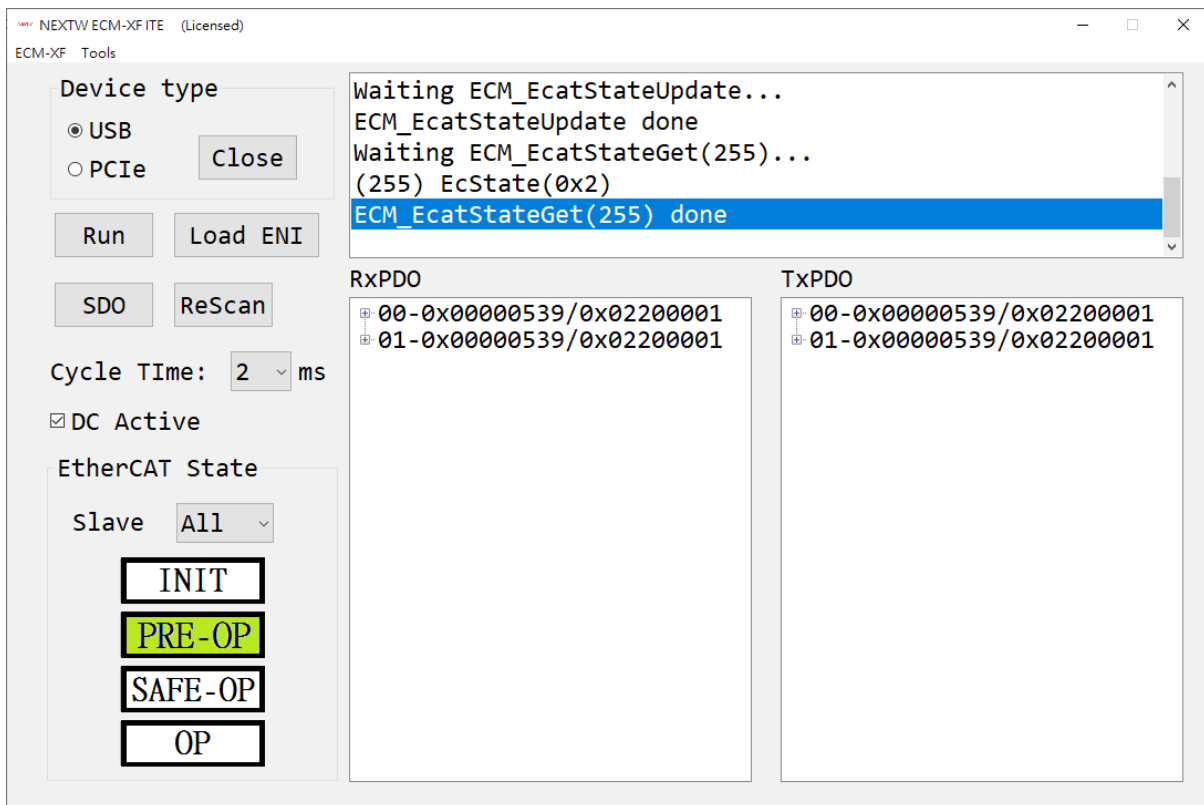 NEXTW ECM-XF ITE (Licensed)
ECM-XF Tools
Device type
USB
PCIe
Close
Run
Load ENI
SDO
ReScan
Cycle TIme: 2 ms
DC Active
EtherCAT State
Slave All
INIT
PRE-OP
SAFE-OP
OP
Waiting ECM_EcatStateUpdate...
ECM_EcatStateUpdate done
Waiting ECM_EcatStateGet(255)...
(255) EcState(0x2)
ECM_EcatStateGet(255) done
RxPDO
00-0x00000539/0x02200001
01-0x00000539/0x02200001
TxPDO
00-0x00000539/0x02200001
01-0x00000539/0x02200001